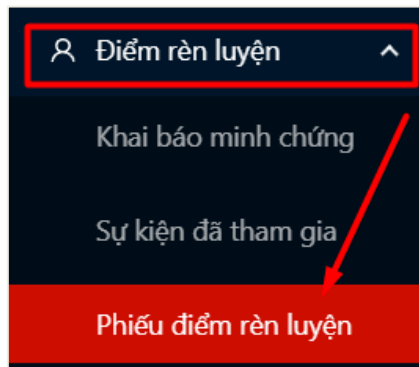 Điểm rèn luyện
Khai báo minh chứng
Sự kiện đã tham gia
Phiếu điểm rèn luyện